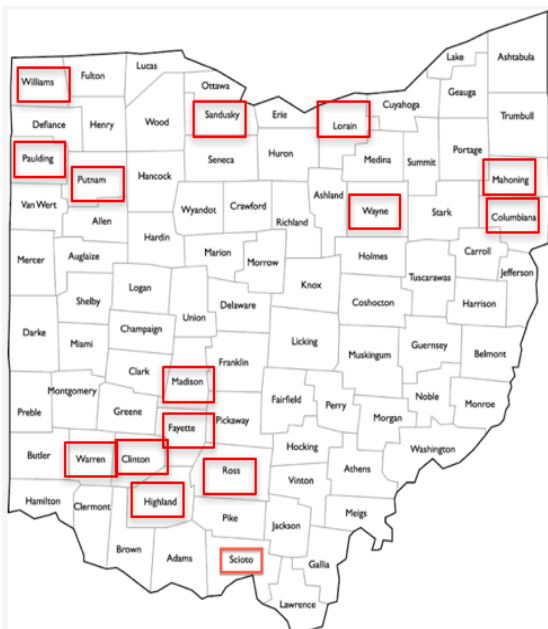 Lake
Ashtabula
Lucas
Williams
Fulton
Ottawa
Geauga
Cuyahoga
Sandusky
Erie
Lorain
Trumbull
Defiance
Henry
Wood
Portage
Paulding
Seneca
Huron
Medina
Summit
Mahoning
Putnam
Hancock
Ashland
Van Wert
Wyandot
Crawford
Wayne
Stark
Columbiana
Allen
Richland
Hardin
Marion
Carroll
Mercer
Auglaize
Morrow
Holmes
Jefferson
Logan
Knox
Tuscarawas
Shelby
Delaware
Coshocton
Harrison
Union
Darke
Champaign
Miami
Licking
Guernsey
Belmont
Clark
Franklin
Muskingum
Madison
Montgomery
Noble
Preble
Greene
Fairfield
Perry
Monroe
Fayette
Pickaway
Morgan
Butler
Warren
Clinton
Hocking
Washington
Ross
Athens
Vinton
Hamilton
Clermont
Highland
Pike
Meigs
Jackson
Brown
Adams
Scioto
Gallia
Lawrence